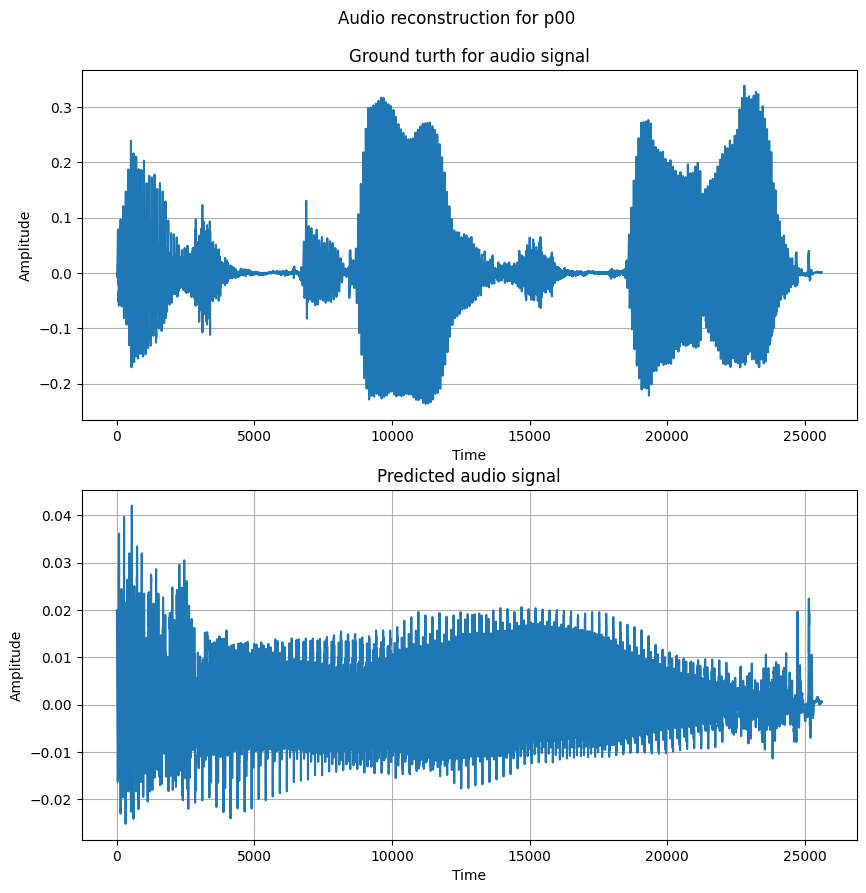 Audio reconstruction for p00
Ground turth for audio signal
0.3
0.2
0.1
0.0
−0.1
−0.2
Amplitude
0 5000 10000 15000 20000 25000
Time
Predicted audio signal
0.04
0.03
0.02
0.01
0.00
−0.01
−0.02
Amplitude
0 5000 10000 15000 20000 25000
Time